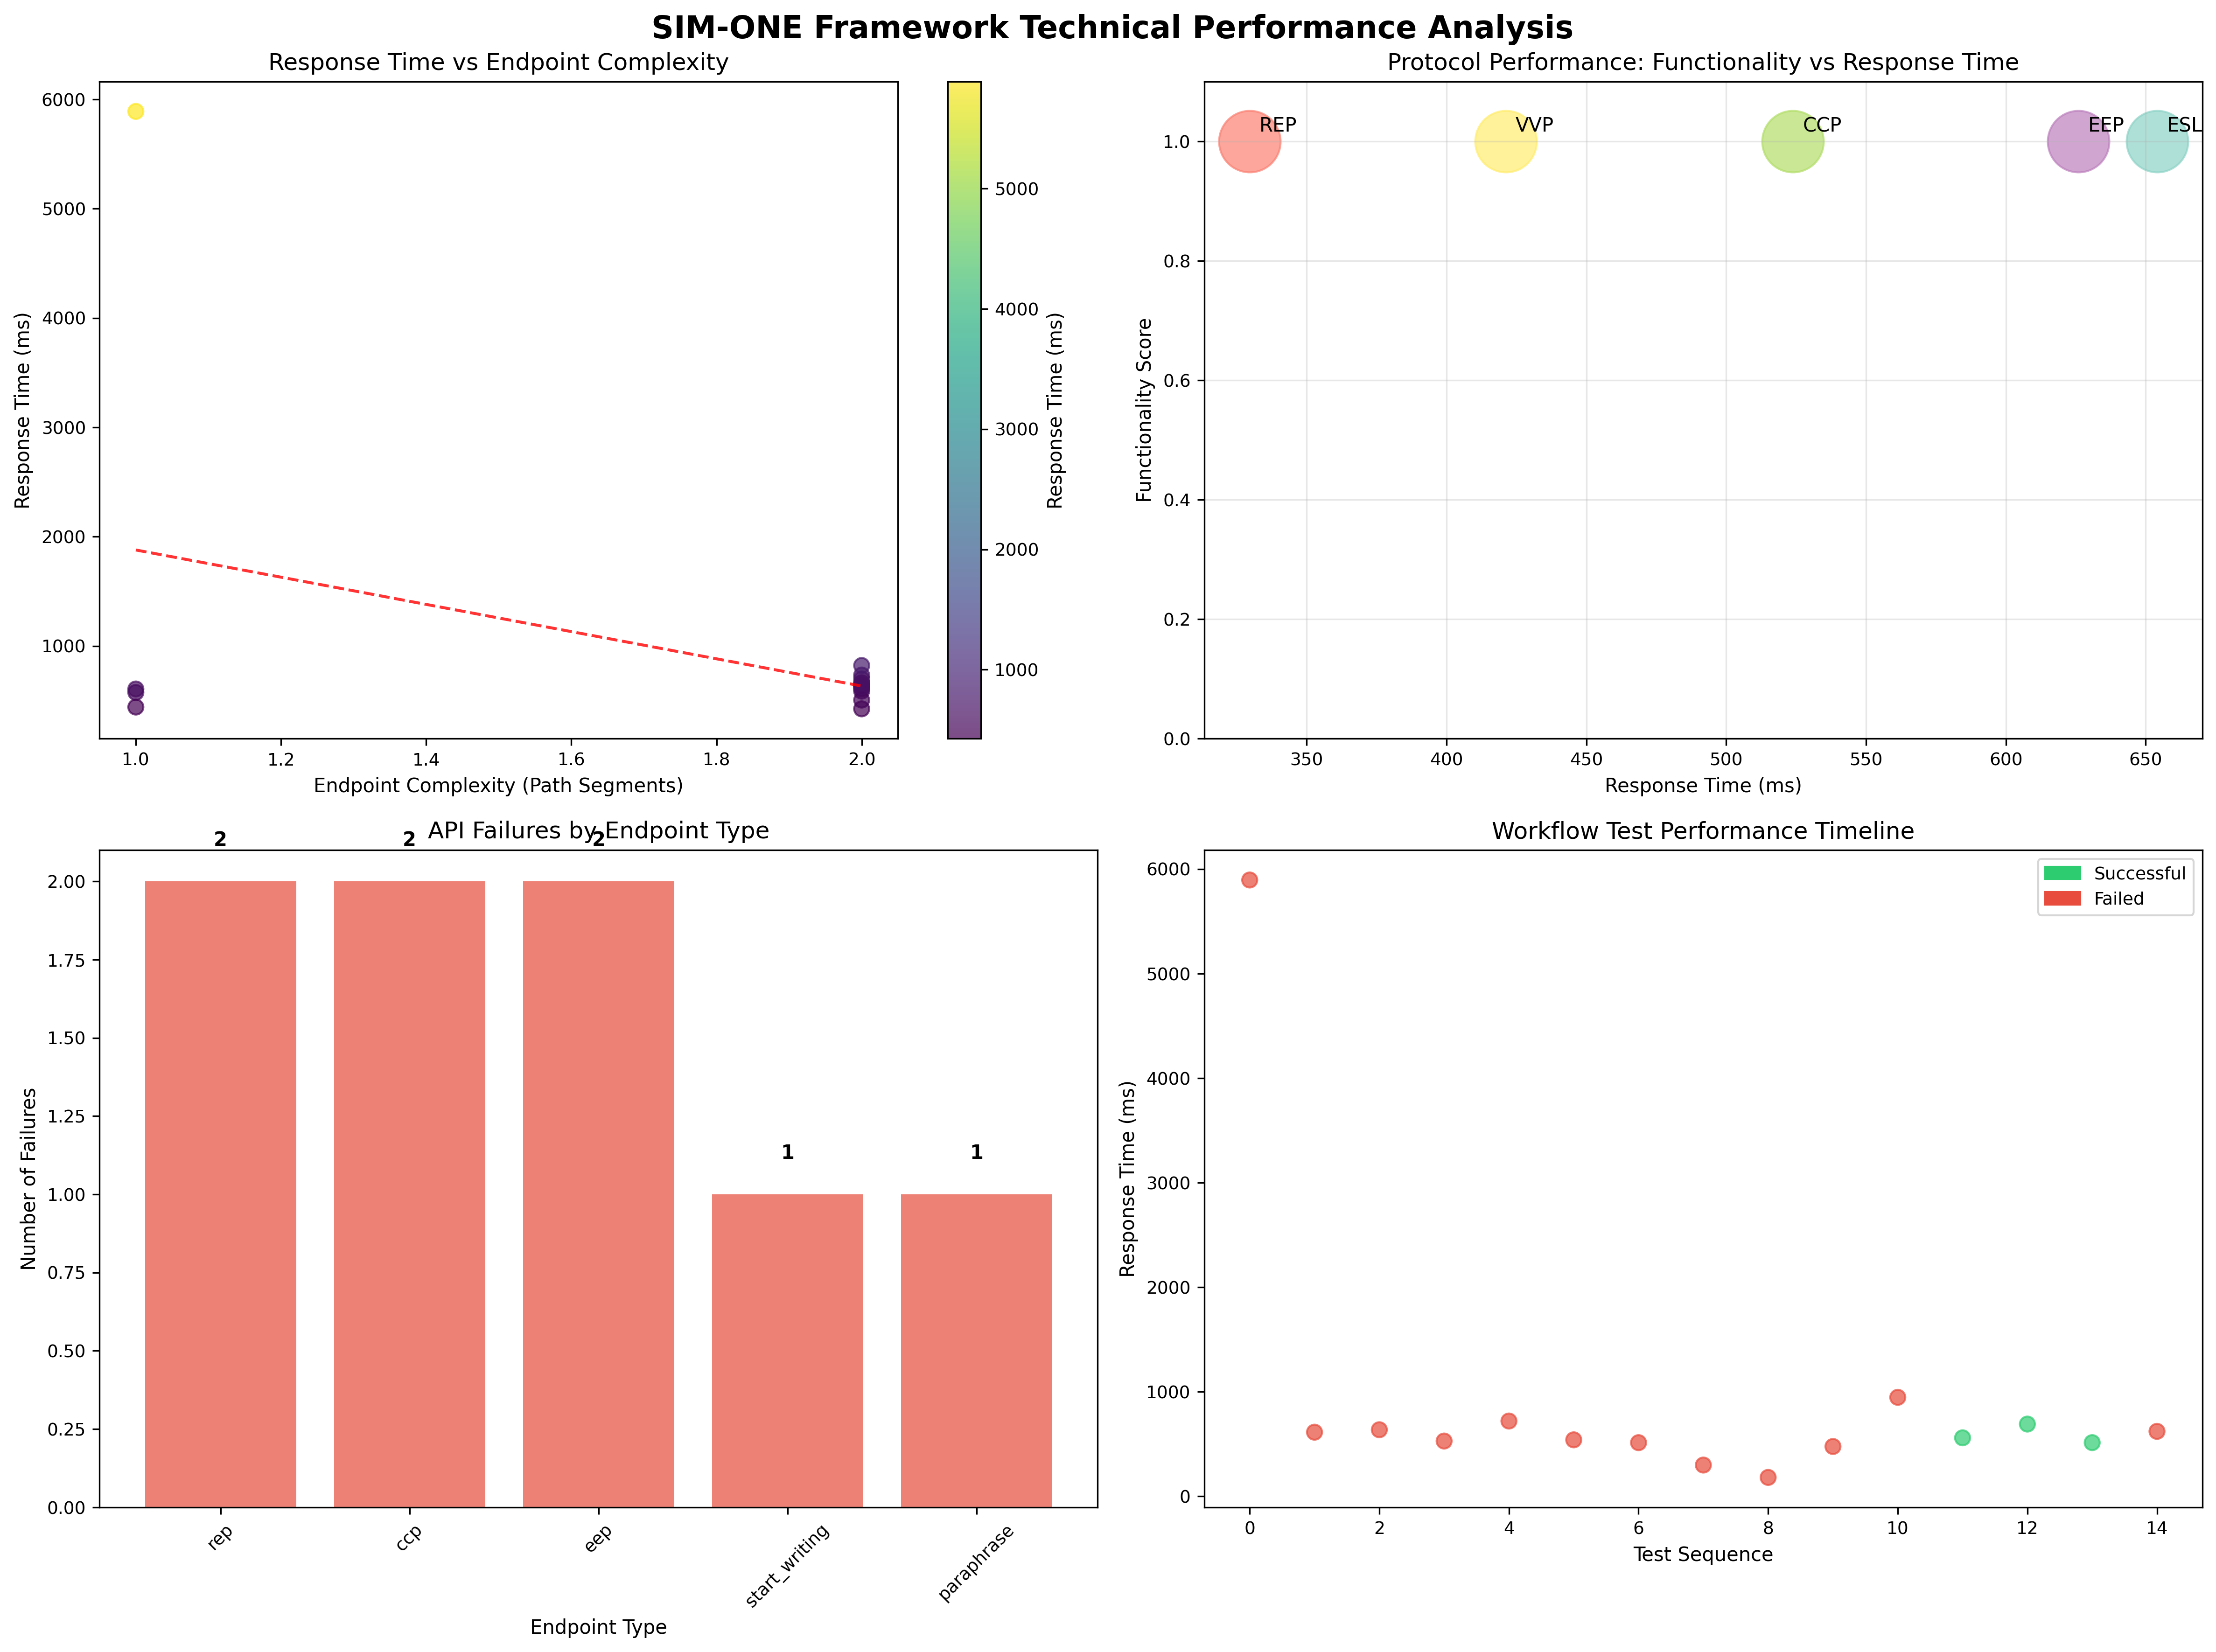 SIM-ONE Framework Technical Performance Analysis
Response Time vs Endpoint Complexity
6000
5000
4000
3000
2000
1000
Response Time (ms)
1.0 1.2 1.4 1.6 1.8 2.0
Endpoint Complexity (Path Segments)
5000
4000
3000
2000
1000
Response Time (ms)
Protocol Performance: Functionality vs Response Time
REP VVP CCP EEP ESL
1.0
0.8
0.6
0.4
0.2
0.0
Functionality Score
350 400 450 500 550 600 650
Response Time (ms)
API Failures by Endpoint Type
2 2 2
1 1
2.00
1.75
1.50
1.25
1.00
0.75
0.50
0.25
0.00
Number of Failures
rep ccp eep start_writing paraphrase
Endpoint Type
Workflow Test Performance Timeline
Successful
Failed
6000
5000
4000
3000
2000
1000
0
Response Time (ms)
0 2 4 6 8 10 12 14
Test Sequence